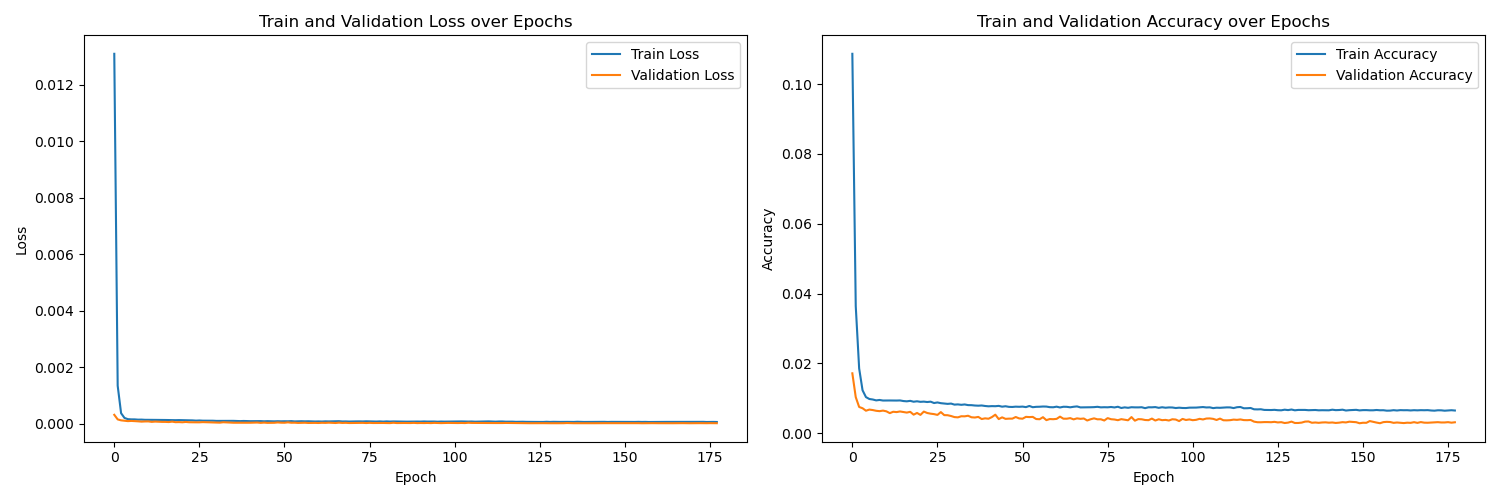 Train and Validation Loss over Epochs
Train Loss
Validation Loss
0.012
0.010
0.008
0.006
0.004
0.002
0.000
Loss
0 25 50 75 100 125 150 175
Epoch
Train and Validation Accuracy over Epochs
Train Accuracy
Validation Accuracy
0.10
0.08
0.06
0.04
0.02
0.00
Accuracy
0 25 50 75 100 125 150 175
Epoch